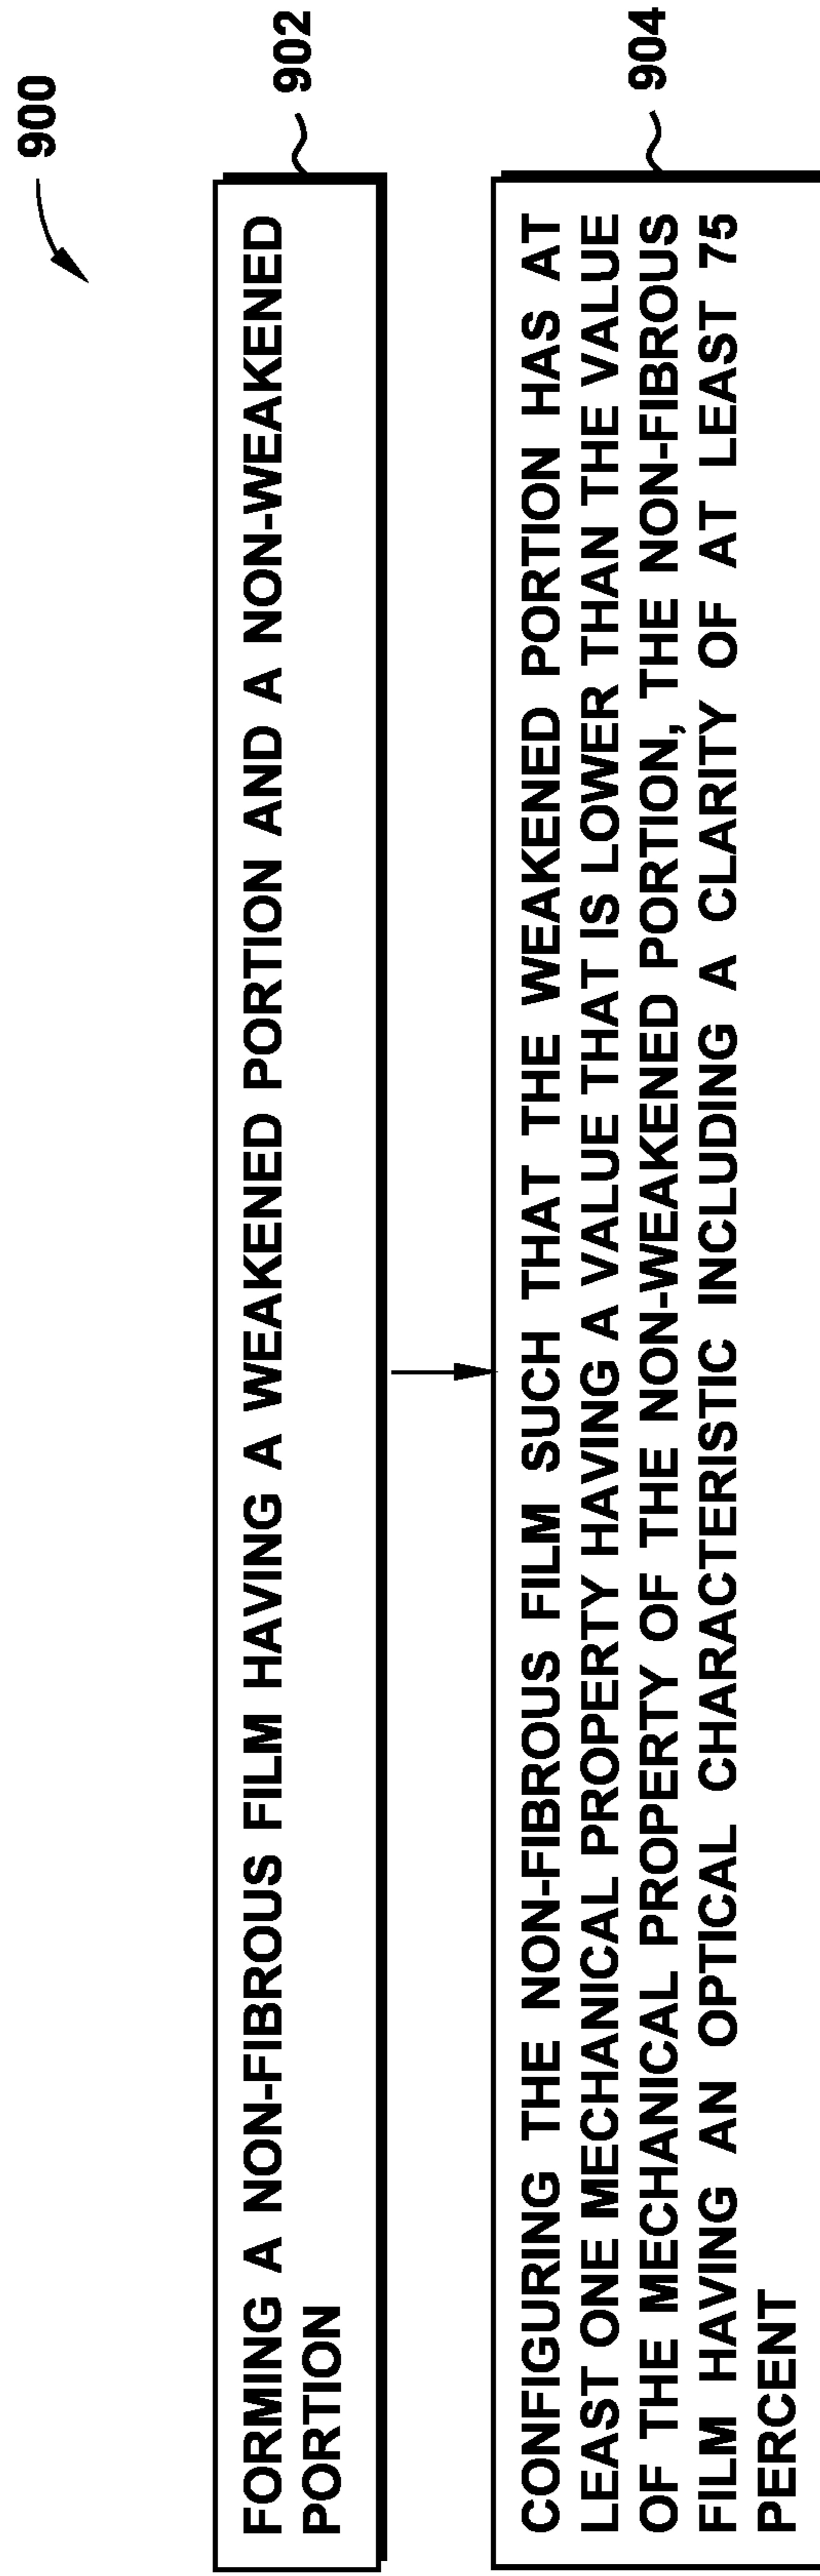 900
902
FORMING A NON-FIBROUS FILM HAVING A WEAKENED PORTION AND A NON-WEAKENED
PORTION
904
CONFIGURING THE NON-FIBROUS FILM SUCH THAT THE WEAKENED PORTION HAS AT
LEAST ONE MECHANICAL PROPERTY HAVING A VALUE THAT IS LOWER THAN THE VALUE
OF THE MECHANICAL PROPERTY OF THE NON-WEAKENED PORTION, THE NON-FIBROUS
FILM HAVING AN OPTICAL CHARACTERISTIC INCLUDING A CLARITY OF AT LEAST 75
PERCENT